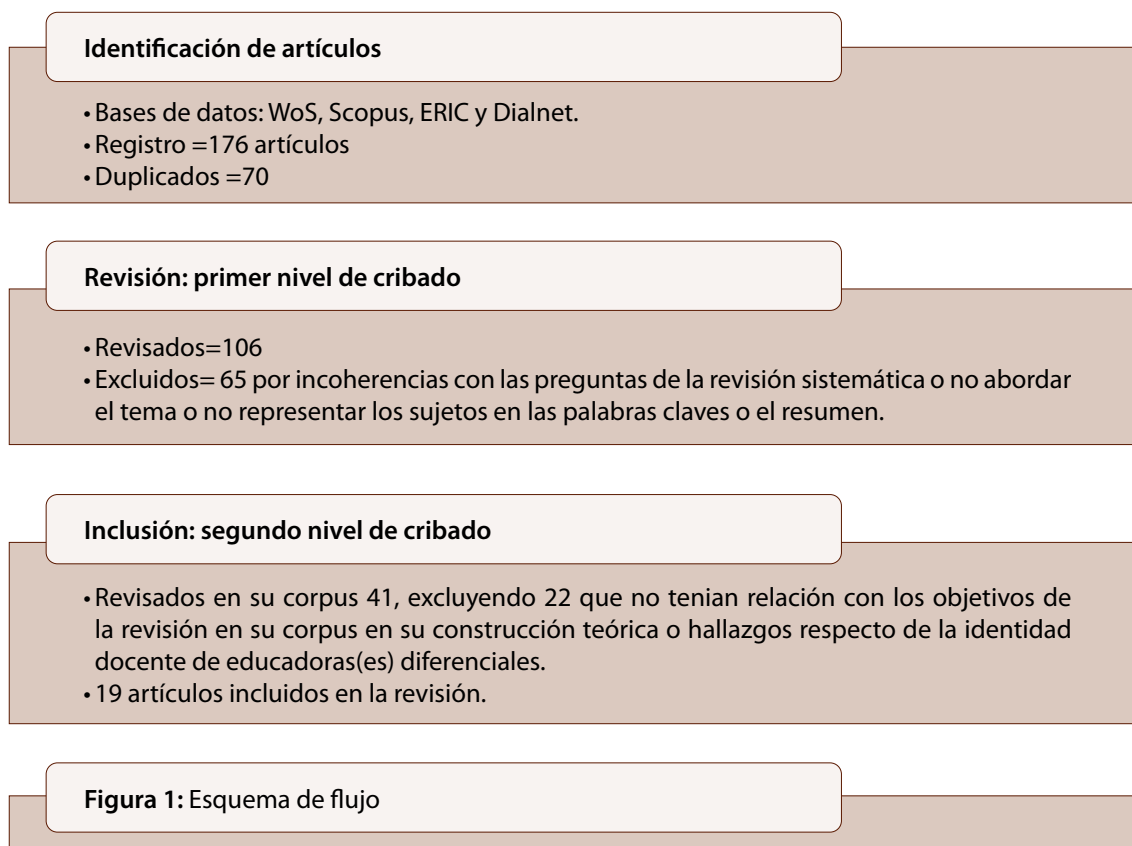 Identificación de artículos
• Bases de datos: WoS, Scopus, ERIC y Dialnet.
• Registro =176 artículos
• Duplicados =70
Revisión: primer nivel de cribado
• Revisados=106
• Excluidos= 65 por incoherencias con las preguntas de la revisión sistemática o no abordar
el tema o no representar los sujetos en las palabras claves o el resumen.
Inclusión: segundo nivel de cribado
• Revisados en su corpus 41, excluyendo 22 que no tenian relación con los objetivos de
la revisión en su corpus en su construcción teórica o hallazgos respecto de la identidad
docente de educadoras(es) diferenciales.
• 19 artículos incluidos en la revisión.
Figura 1: Esquema de flujo